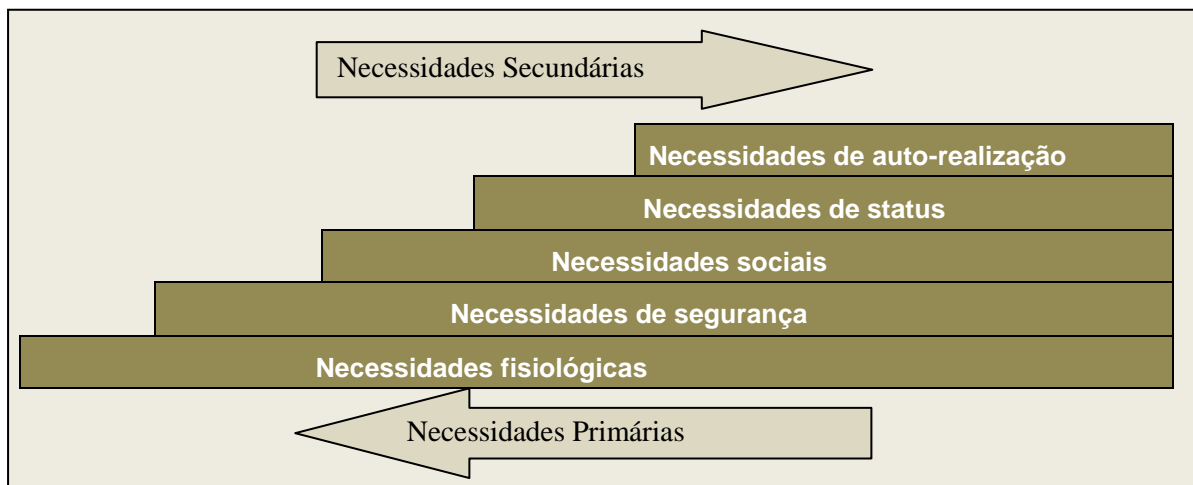 Necessidades Secundárias
Necessidades de auto-realização
Necessidades de status
Necessidades sociais
Necessidades de segurança
Necessidades fisiológicas
Necessidades Primárias